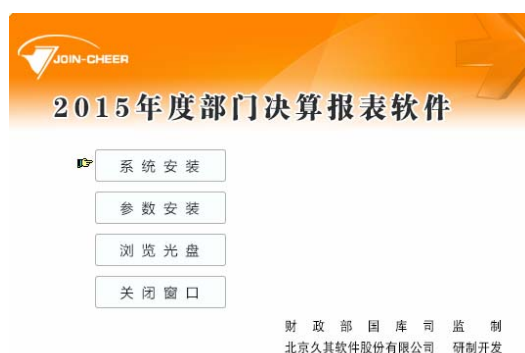 JOIN-CHEER
2015年度部门决算报表软件
系统安装
参数安装
浏览光盘
关闭窗口
财政部国库司 监制
北京久其软件股份有限公司 研制开发